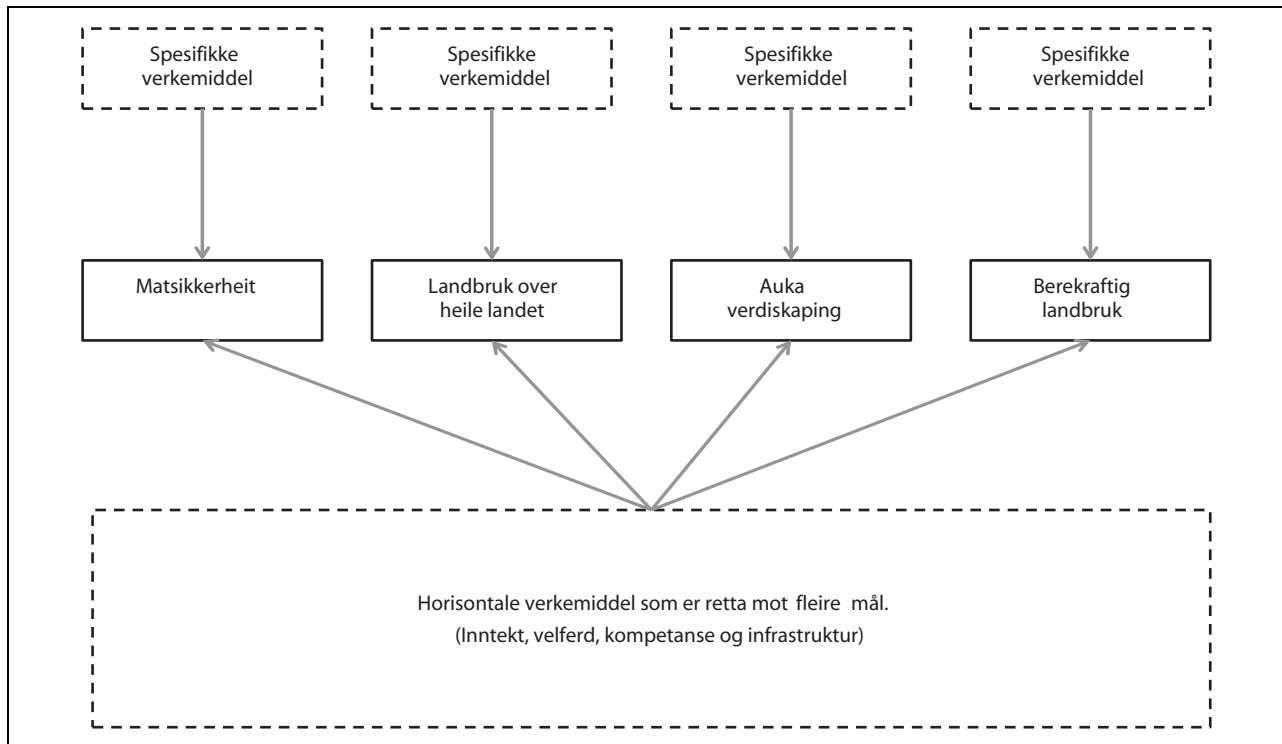 Spesifikke
verkemiddel
Spesifikke
verkemiddel
Spesifikke
verkemiddel
Spesifikke
verkemiddel
Matsikkerheit
Landbruk over
heile landet
Auka
verdiskaping
Berekraftig
landbruk
Horisontale verkemiddel som er retta mot fleire mål.
(Inntekt, velferd, kompetanse og infrastruktur)